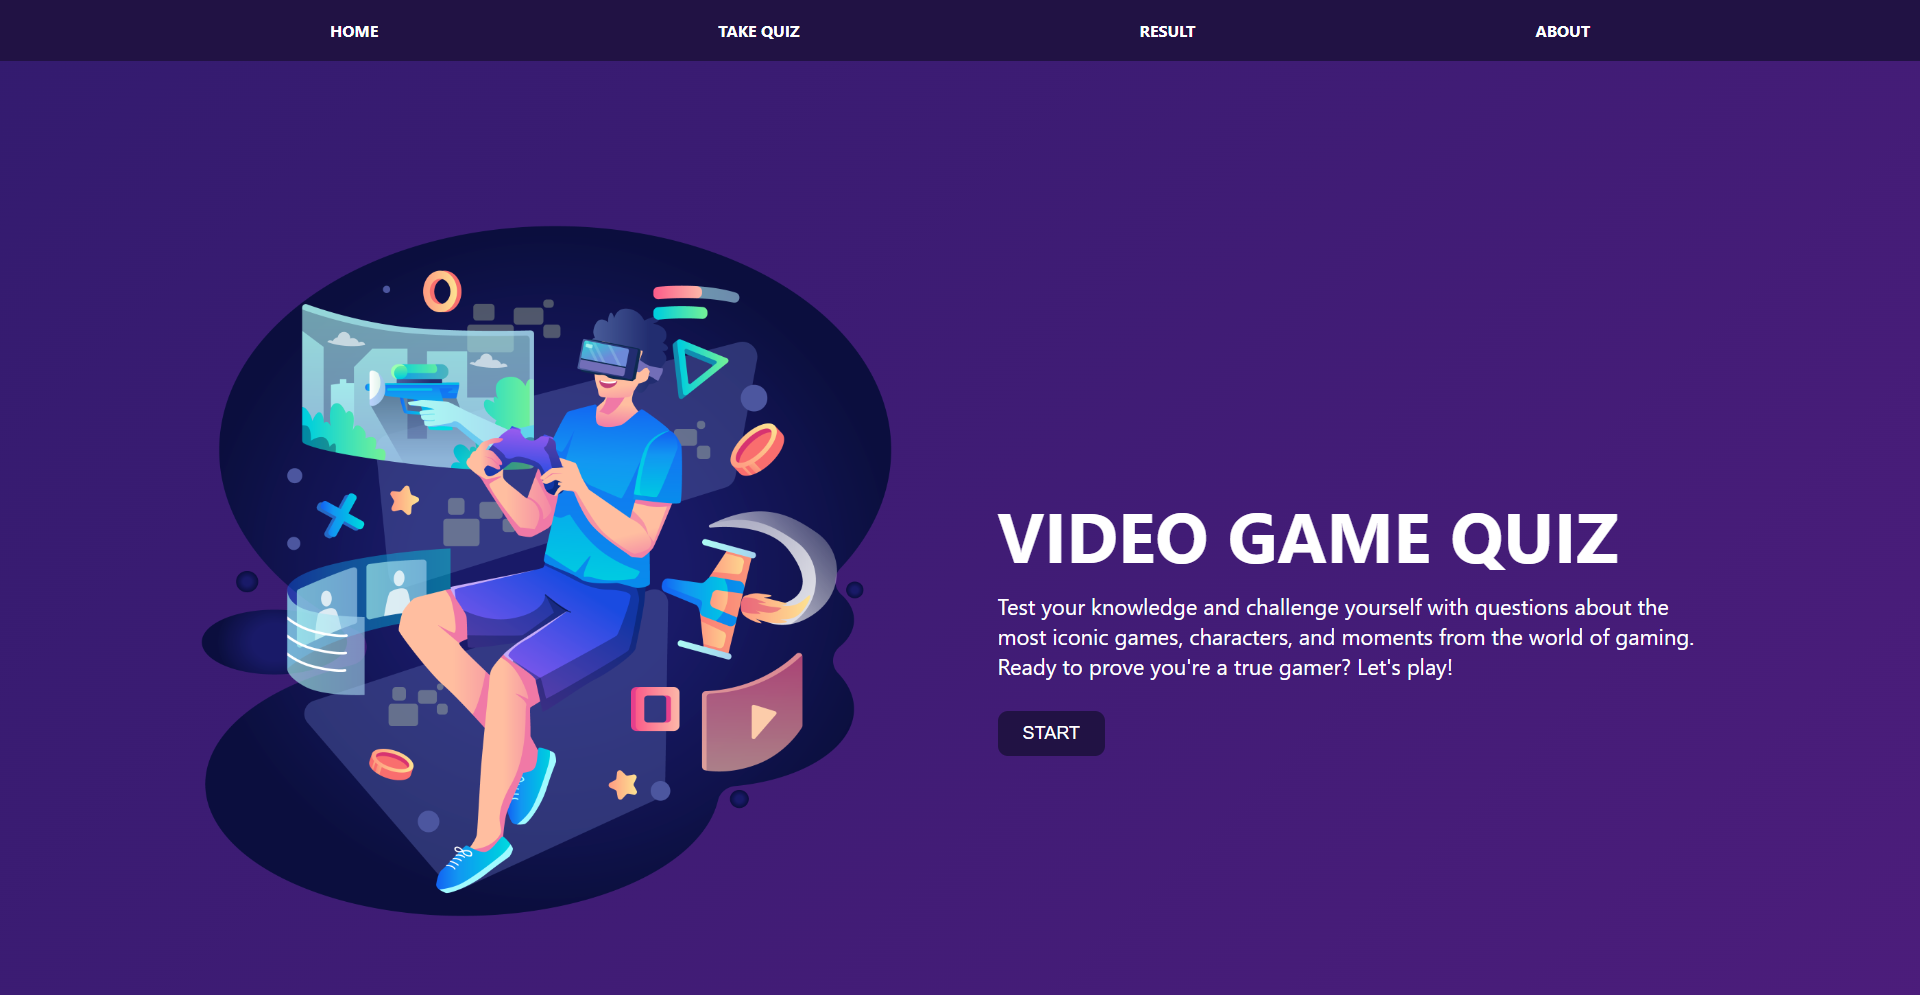 HOME TAKE QUIZ RESULT ABOUT
VIDEO GAME QUIZ
Test your knowledge and challenge yourself with questions about the
most iconic games, characters, and moments from the world of gaming.
Ready to prove you're a true gamer? Let's play!
START